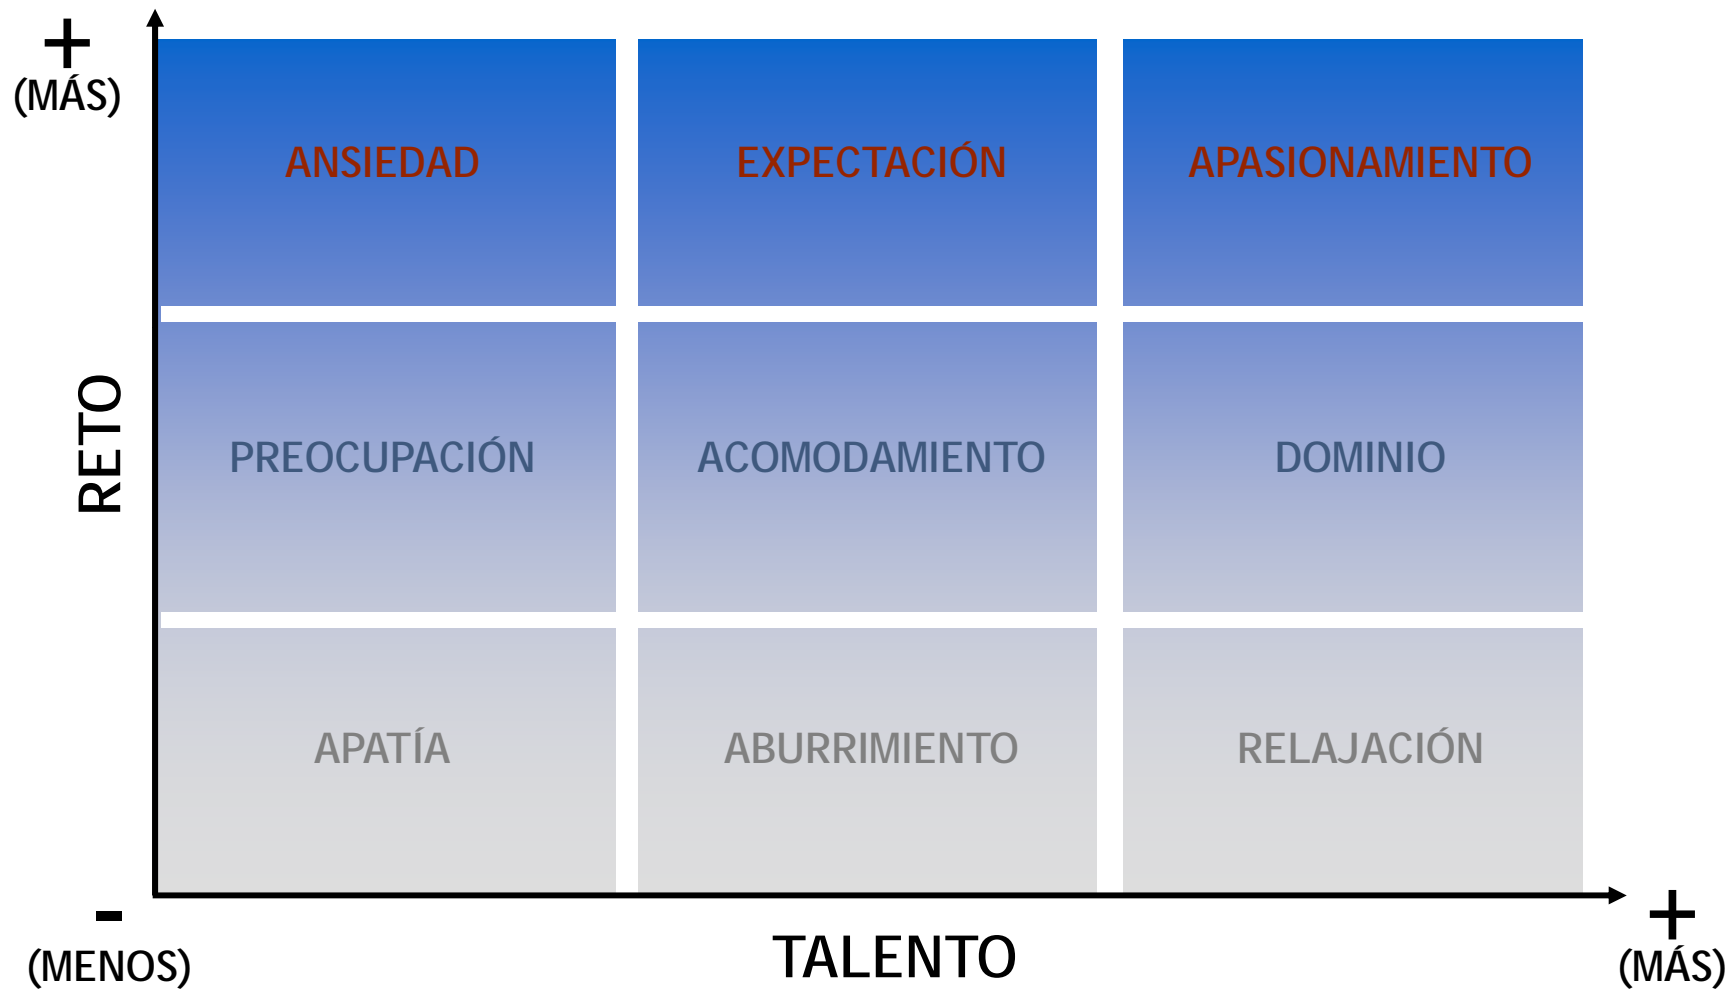 +
(MÁS)
ANSIEDAD
EXPECTACIÓN
APASIONAMIENTO
RETO
PREOCUPACIÓN
ACOMODAMIENTO
DOMINIO
APATÍA
ABURRIMIENTO
RELAJACIÓN
-
(MENOS)
TALENTO
+
(MÁS)